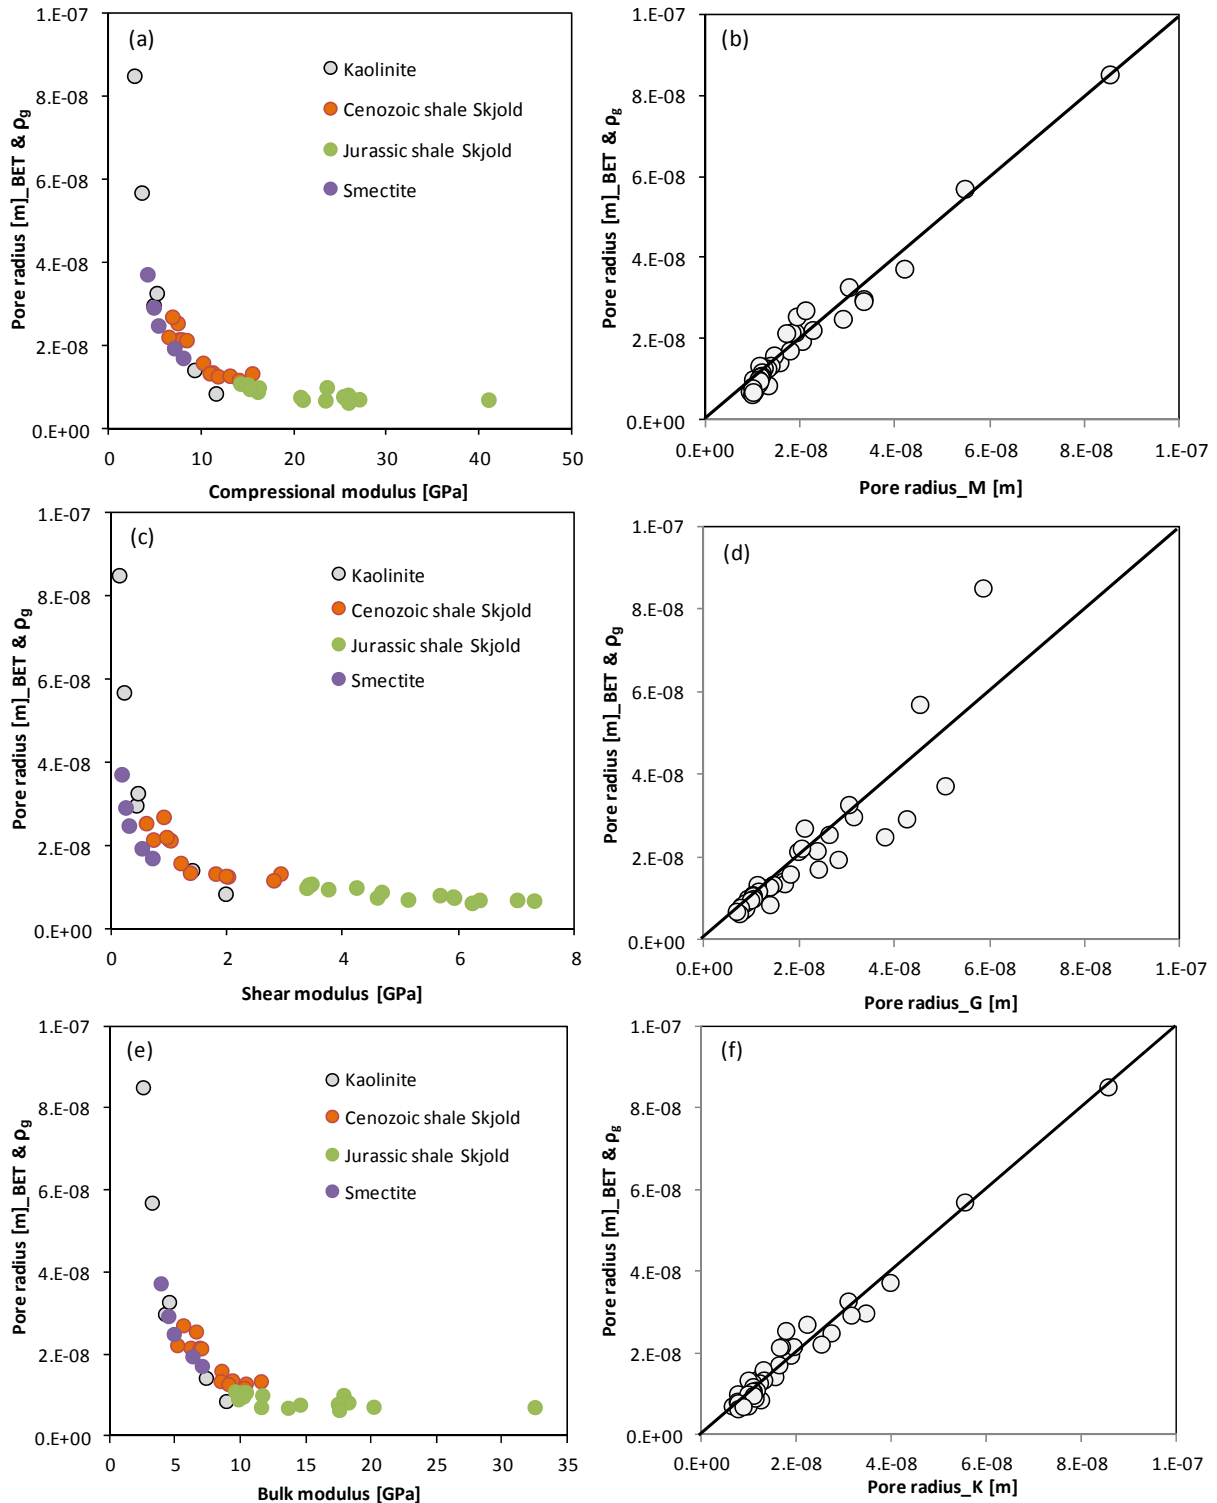 (a)
Pore radius [m]_BET & ρg
1.E-07
8.E-08
6.E-08
4.E-08
2.E-08
0.E+00
Kaolinite
Cenozoic shale Skjold
Jurassic shale Skjold
Smectite
0 10 20 30 40 50
Compressional modulus [GPa]
(b)
Pore radius [m]_BET & ρg
1.E-07
8.E-08
6.E-08
4.E-08
2.E-08
0.E+00
0.E+00 2.E-08 4.E-08 6.E-08 8.E-08 1.E-07
Pore radius_M [m]
(c)
Pore radius [m]_BET & ρg
1.E-07
8.E-08
6.E-08
4.E-08
2.E-08
0.E+00
Kaolinite
Cenozoic shale Skjold
Jurassic shale Skjold
Smectite
0 2 4 6 8
Shear modulus [GPa]
(d)
Pore radius [m]_BET & ρg
1.E-07
8.E-08
6.E-08
4.E-08
2.E-08
0.E+00
0.E+00 2.E-08 4.E-08 6.E-08 8.E-08 1.E-07
Pore radius_G [m]
(e)
Pore radius [m]_BET & ρg
1.E-07
8.E-08
6.E-08
4.E-08
2.E-08
0.E+00
Kaolinite
Cenozoic shale Skjold
Jurassic shale Skjold
Smectite
0 5 10 15 20 25 30 35
Bulk modulus [GPa]
(f)
Pore radius [m]_BET & ρg
1.E-07
8.E-08
6.E-08
4.E-08
2.E-08
0.E+00
0.E+00 2.E-08 4.E-08 6.E-08 8.E-08 1.E-07
Pore radius_K [m]